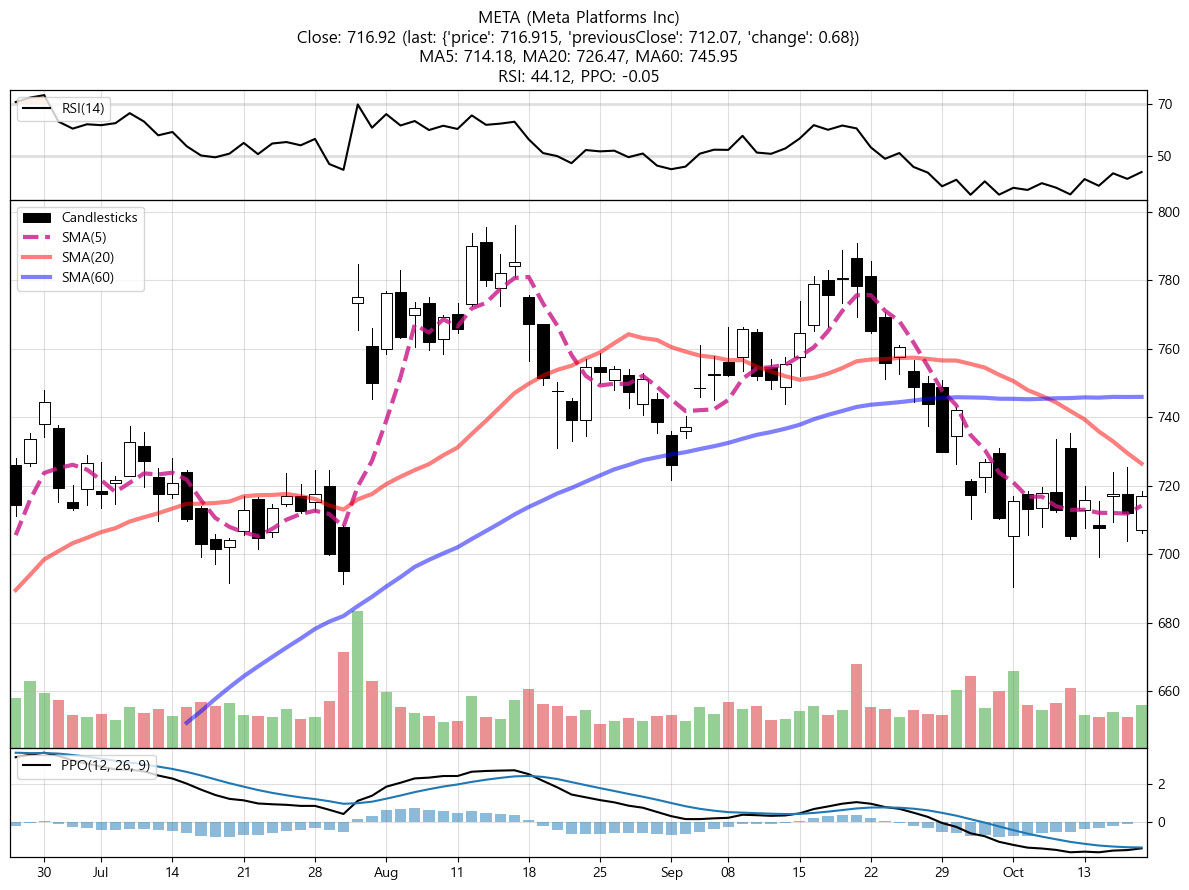 META (Meta Platforms Inc)
Close: 716.92 (last: {'price': 716.915, 'previousClose': 712.07, 'change': 0.68})
MA5: 714.18, MA20: 726.47, MA60: 745.95
RSI: 44.12, PPO: -0.05
RSI(14)
70
50
Candlesticks
SMA(5)
SMA(20)
SMA(60)
800
780
760
740
720
700
680
660
PPO(12, 26, 9)
2
0
30 Jul 14 21 28 Aug 11 18 25 Sep 08 15 22 29 Oct 13